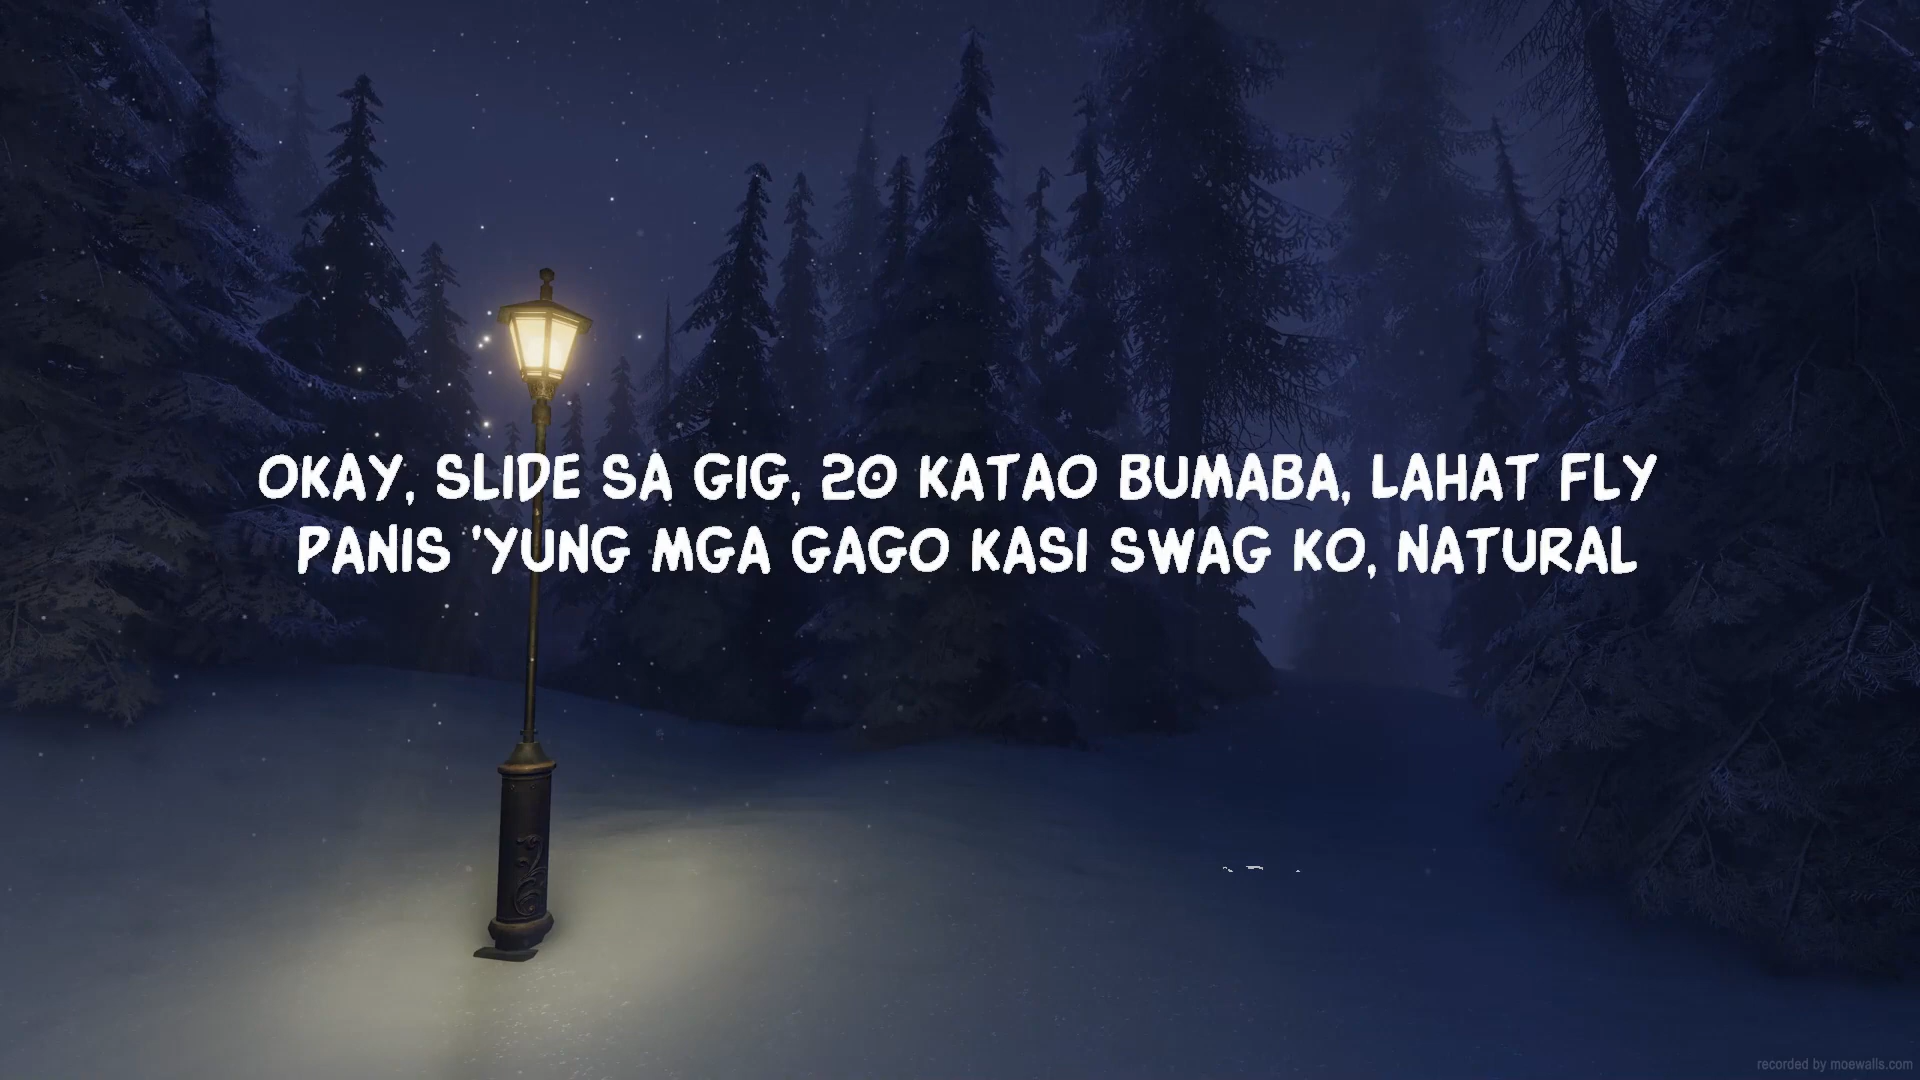 OKAY, SLIDE SA GIG, 20 KATAO BUMABA, LAHAT FLY
PANIS 'YUNG MGA GAGO KASI SWAG KO, NATURAL
recorded by moewalls.com